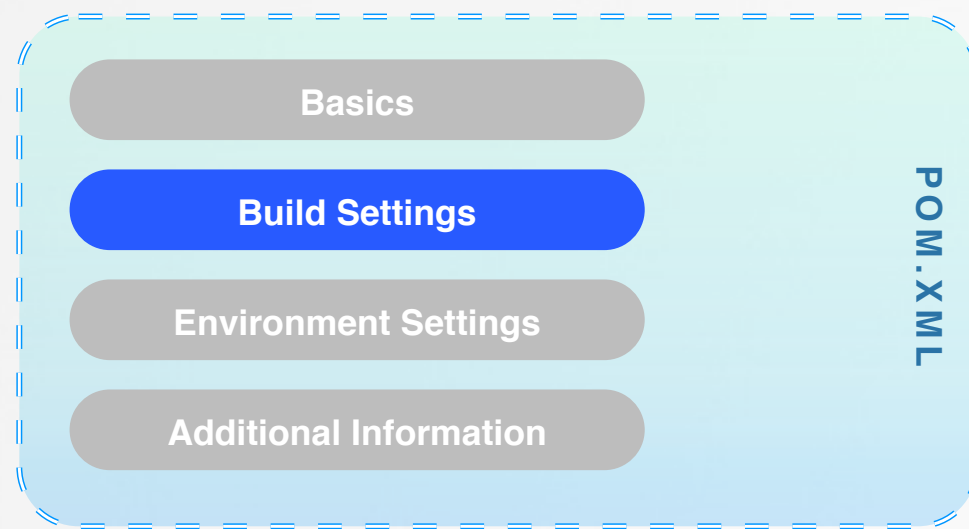 Basics
Build Settings
Environment Settings
Additional Information
POM.XML